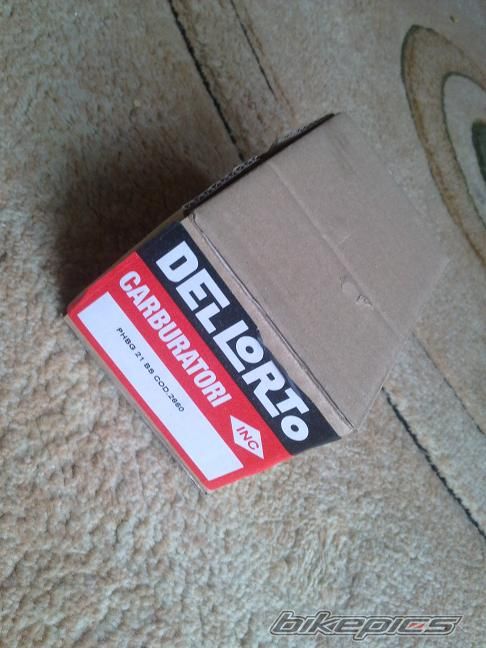 DELLORTO
CARBURATORI
INC
PHBG 21 BS COD.2660
bikepics